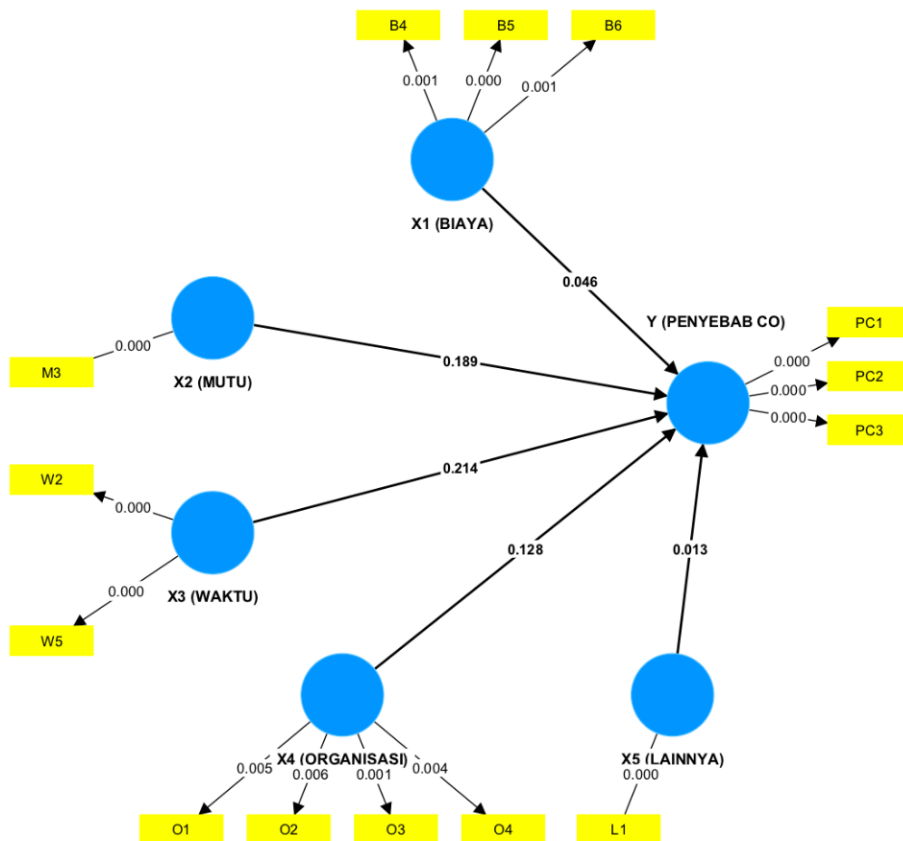 B4
B5
B6
0.001
0.000
0.001
X1 (BIAYA)
0.046
Y (PENYEBAB CO)
PC1
0.000
PC2
0.000
PC3
0.000
M3
0.000
X2 (MUTU)
0.189
W2
0.000
0.214
X3 (WAKTU)
0.000
W5
0.128
0.013
X4 (ORGANISASI)
0.005
0.006
0.001
0.004
X5 (LAINNYA)
0.000
O1
O2
O3
O4
L1